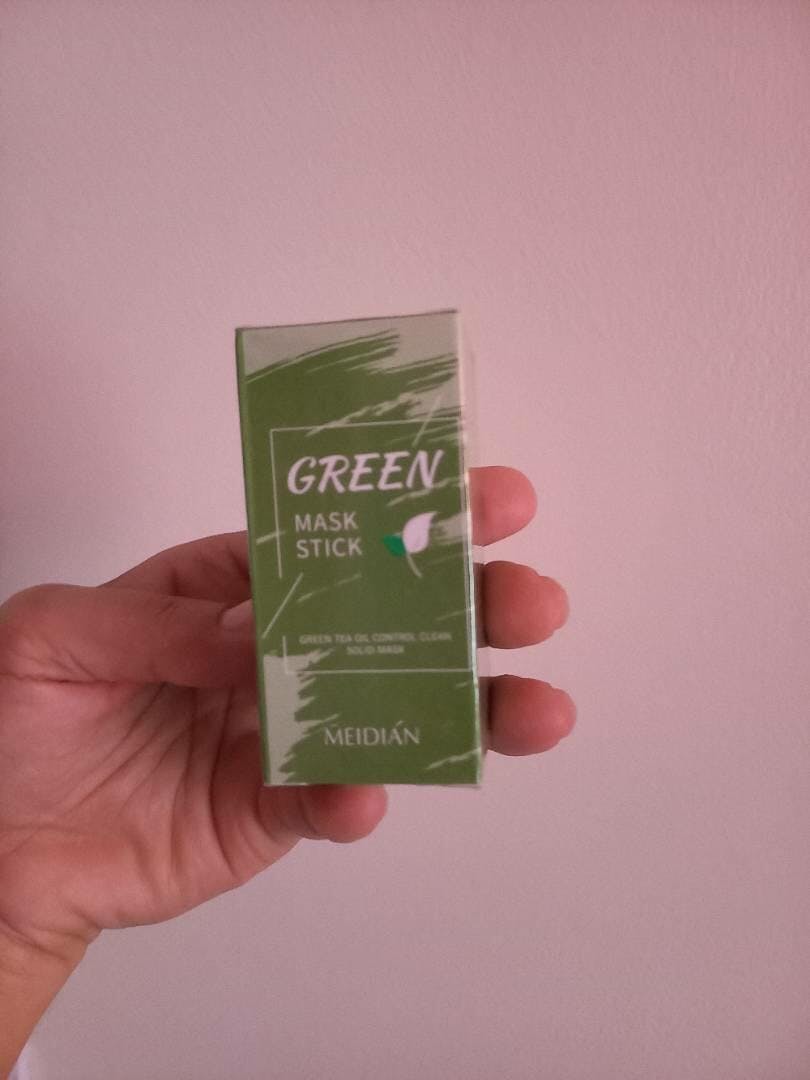 GREEN
MASK
STICK
GREEN TEA OIL CONTROL CLEAN
SOLID MASK
MEIDIÁN